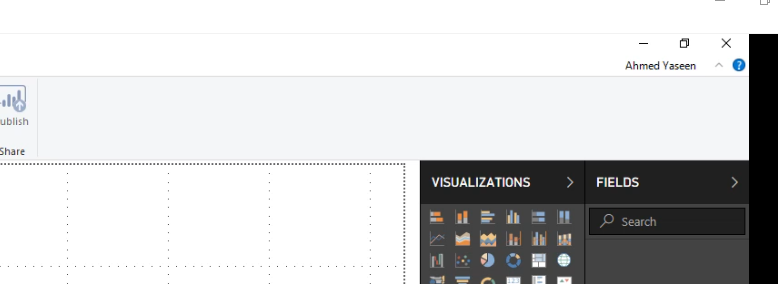 Ahmed Yaseen
ublish
Share
VISUALIZATIONS
FIELDS
Search